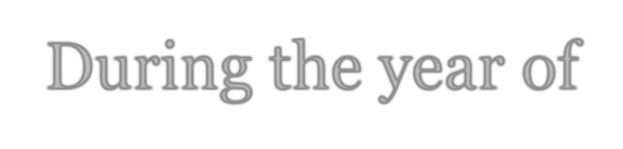 During the year of